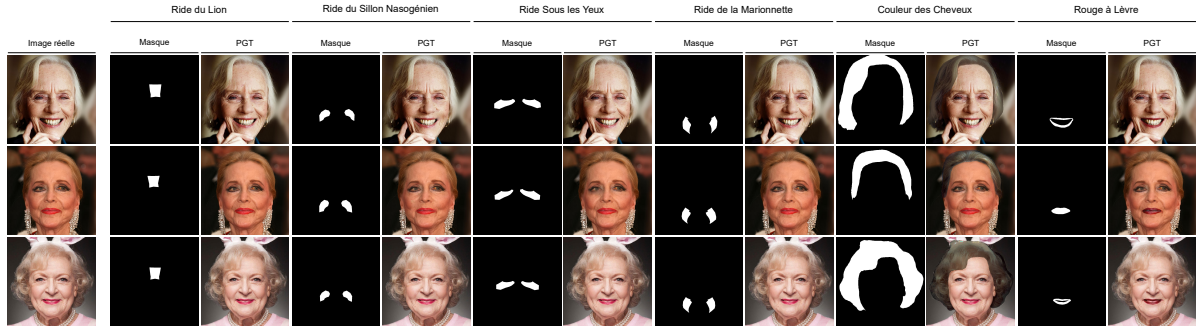 Ride du Lion Ride du Sillon Nasogénien Ride Sous les Yeux Ride de la Marionnette Couleur des Cheveux Rouge à Lèvre
Image réelle Masque PGT Masque PGT Masque PGT Masque PGT Masque PGT Masque PGT